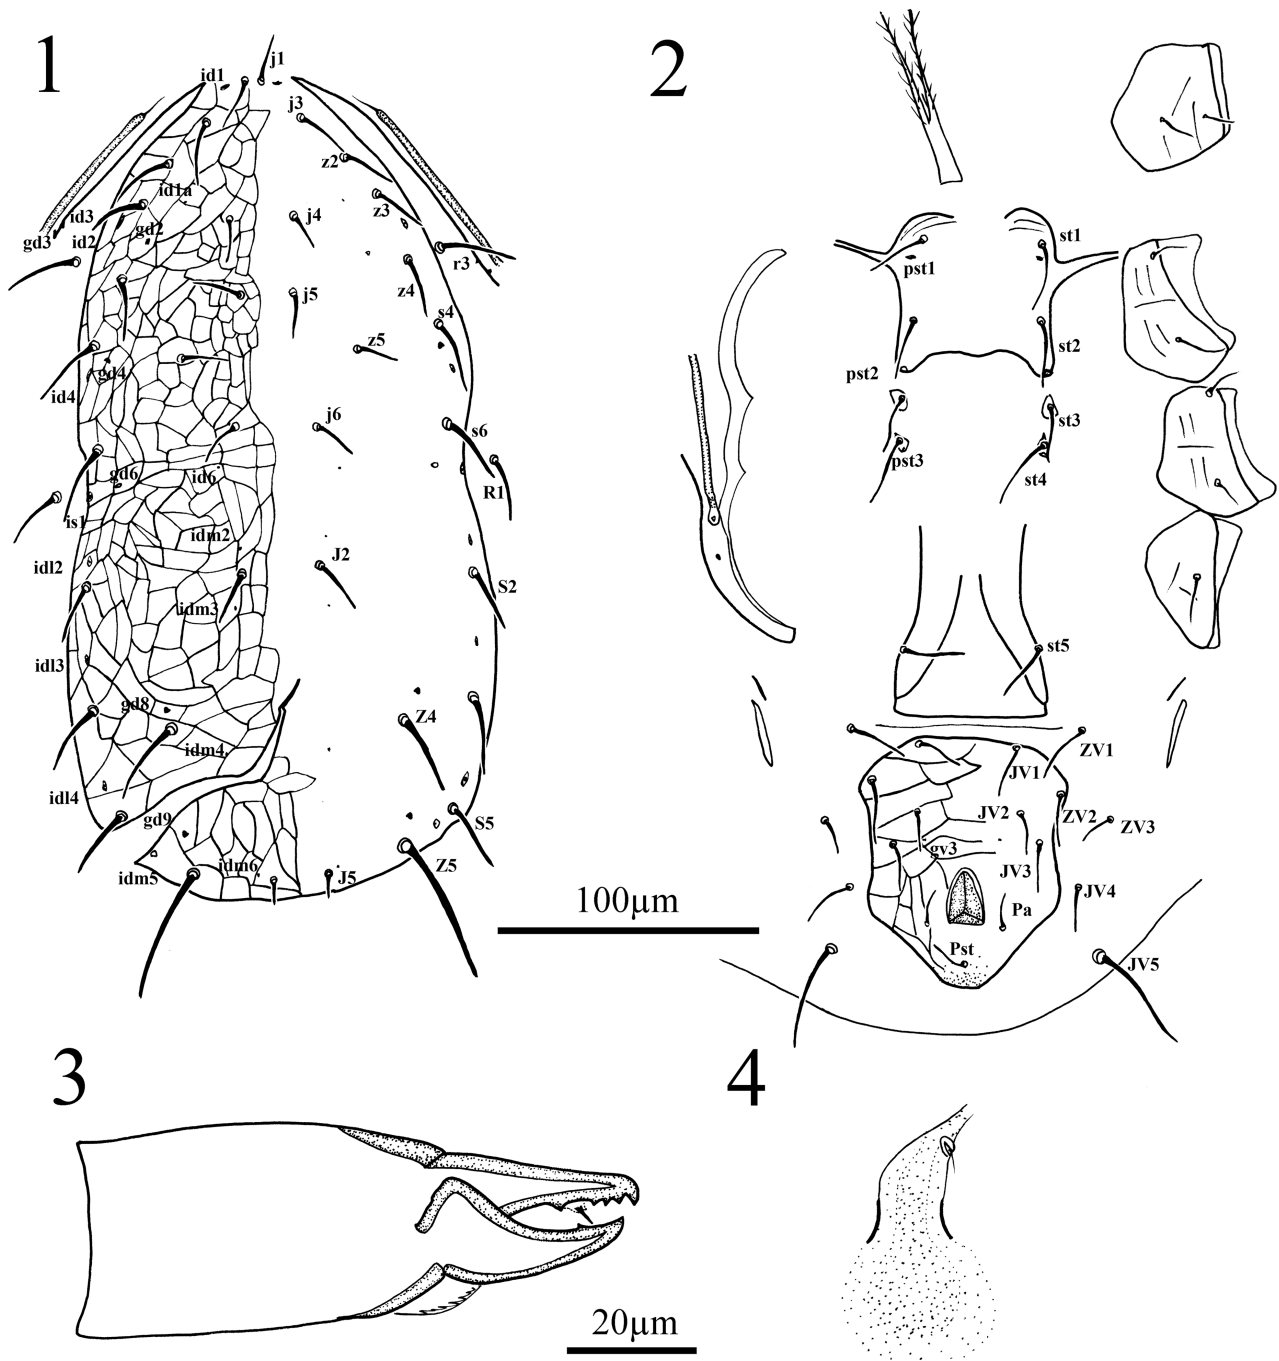 1
j1
id1
j3
z2
id1a
z3
id3
j4
gd2
gd3
id2
r3
z4
j5
s4
z5
gd4
id4
j6
s6
gd6
id6
R1
is1
idm2
J2
idl2
S2
idm3
idl3
gd8
Z4
idm4
idl4
gd9
S5
Z5
idm6
idm5
J5
100µm
2
st1
pst1
st2
pst2
st3
pst3
st4
st5
ZV1
JV1
JV2
ZV2
ZV3
gv3
JV3
JV4
Pa
Pst
JV5
3
20µm
4